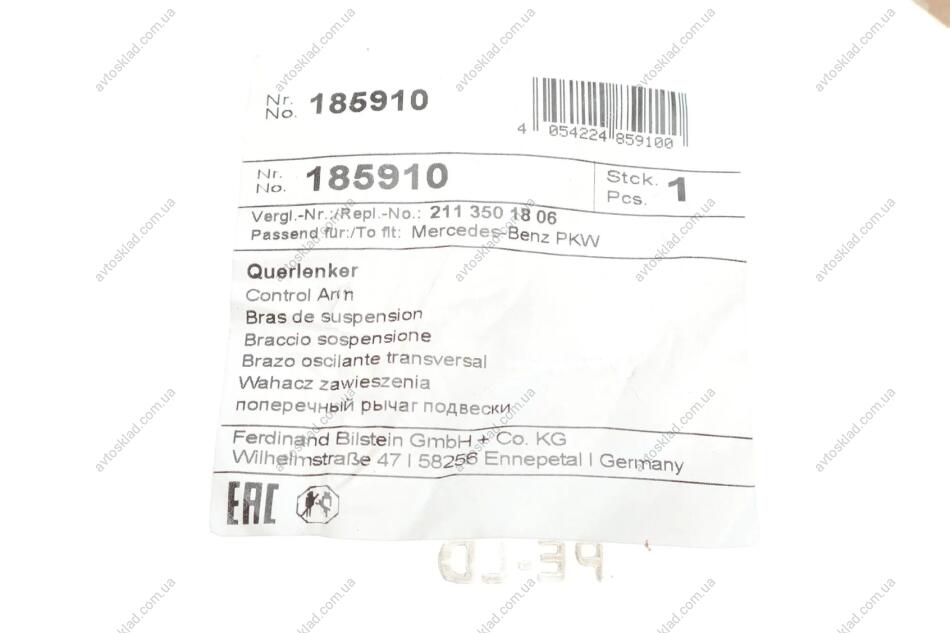 Nr.
No. 185910
4 054224 859100
Nr.
No. 185910
Stck.
Pcs. 1
Vergl.-Nr.:/Repl.-No.: 211 350 18 06
Passend für:/To fit: Mercedes-Benz PKW
Querlenker
Control Arm
Bras de suspension
Braccio sospensione
Brazo oscilante transversal
Wahacz zawieszenia
поперечный рычаг подвески
Ferdinand Bilstein GmbH + Co. KG
Wilhelmstraße 47 | 58256 Ennepetal | Germany
EAC
avtosklad.com.ua